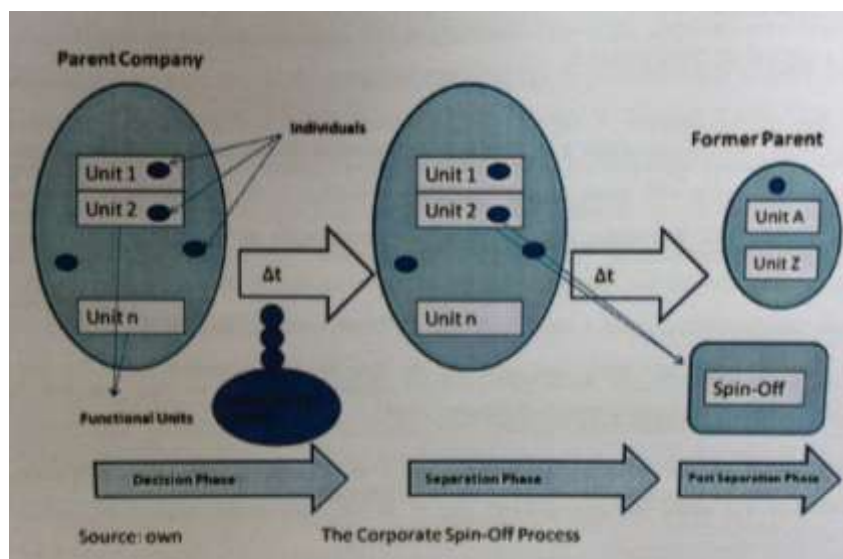 Parent Company
Individuals
Former Parent
Unit 1
Unit 2
Unit n
Δt
Unit 1
Unit 2
Unit n
Δt
Unit A
Unit Z
Spin-Off
Functional Units
Decision Phase
Separation Phase
Post Separation Phase
Source: own
The Corporate Spin-Off Process